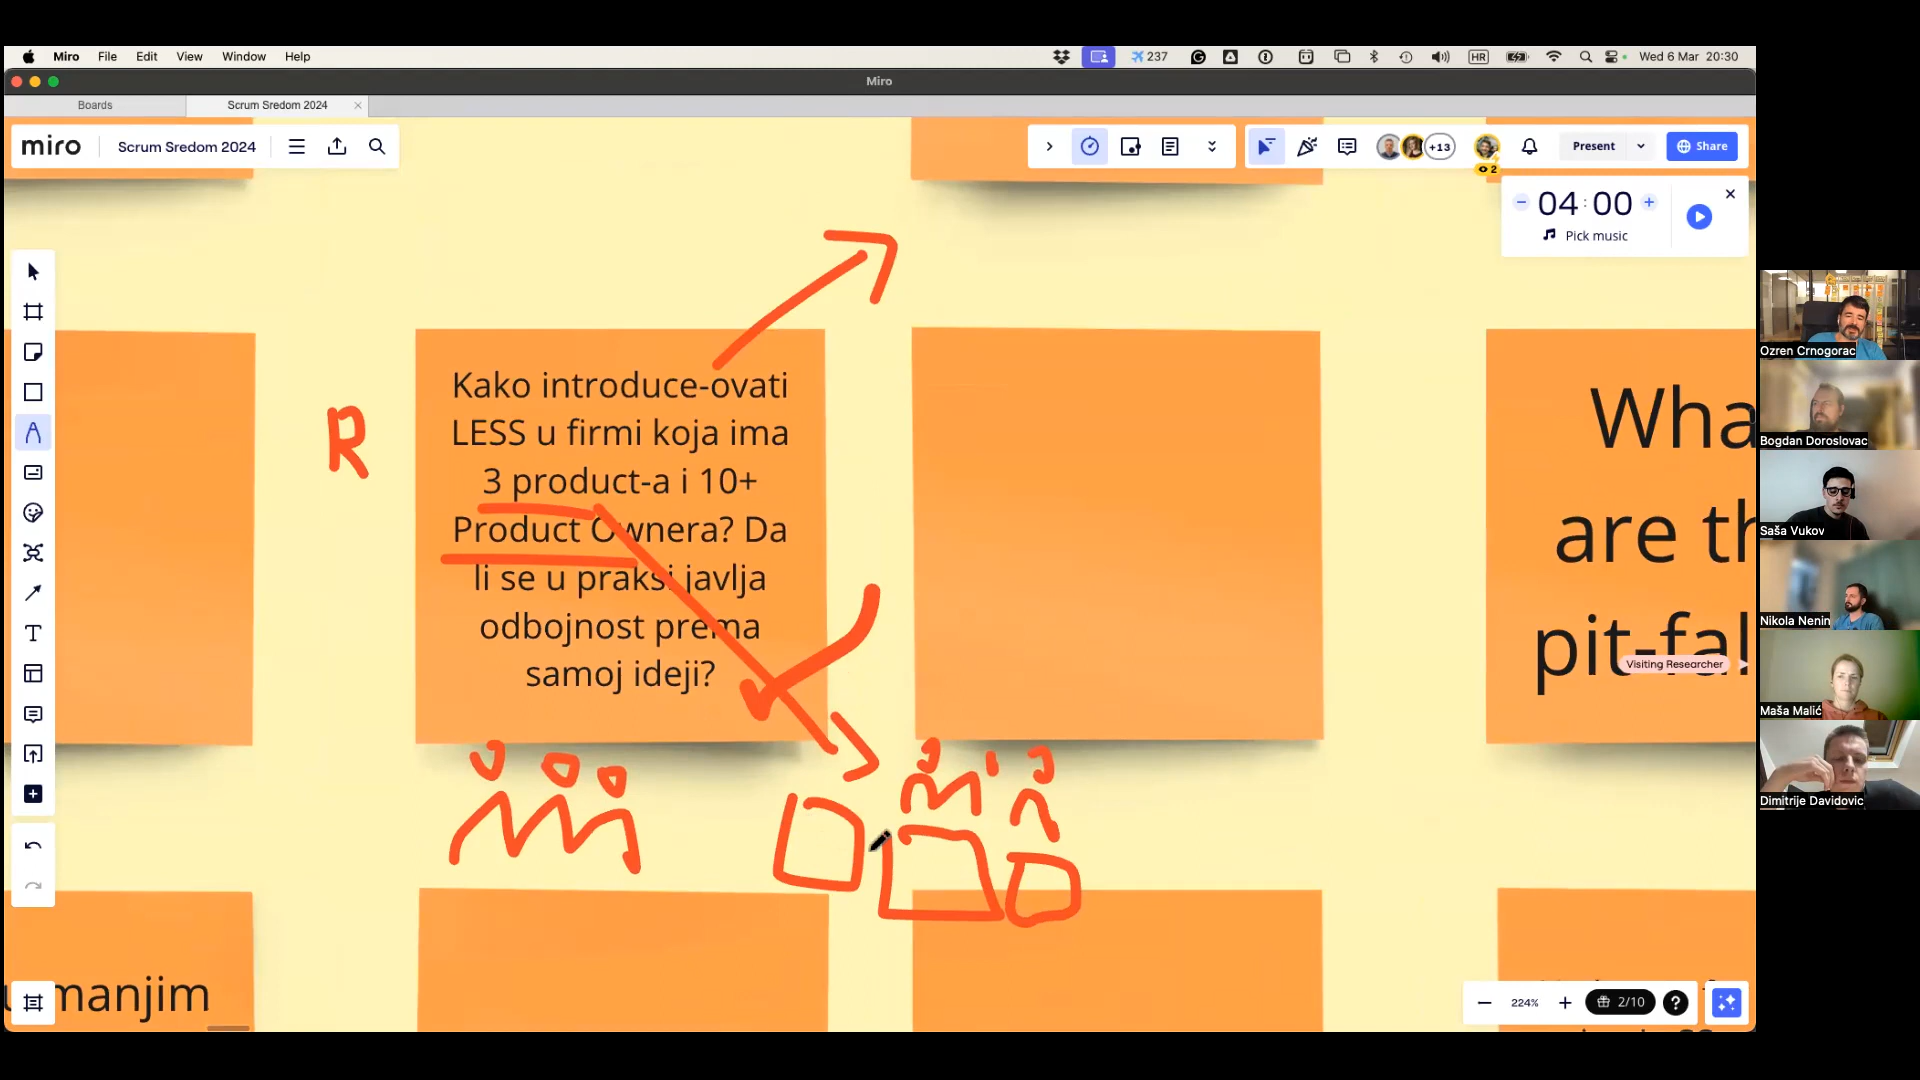 Miro File Edit View Window Help
237 HR Wed 6 Mar 20:30
Miro
Boards Scrum Sredom 2024
miro Scrum Sredom 2024
+13 2 Present Share
04:00
Pick music
Kako introduce-ovati
LESS u firmi koja ima
3 product-a i 10+
Product Ownera? Da
li se u praksi javlja
odbojnost prema
samoj ideji?
R
Wha
are th
pit-fal
Visiting Researcher
manjim
224% 2/10 ?
Ozren Crnogorac
Bogdan Doroslovac
Saša Vukov
Nikola Nenin
Maša Malić
Dimitrije Davidovic